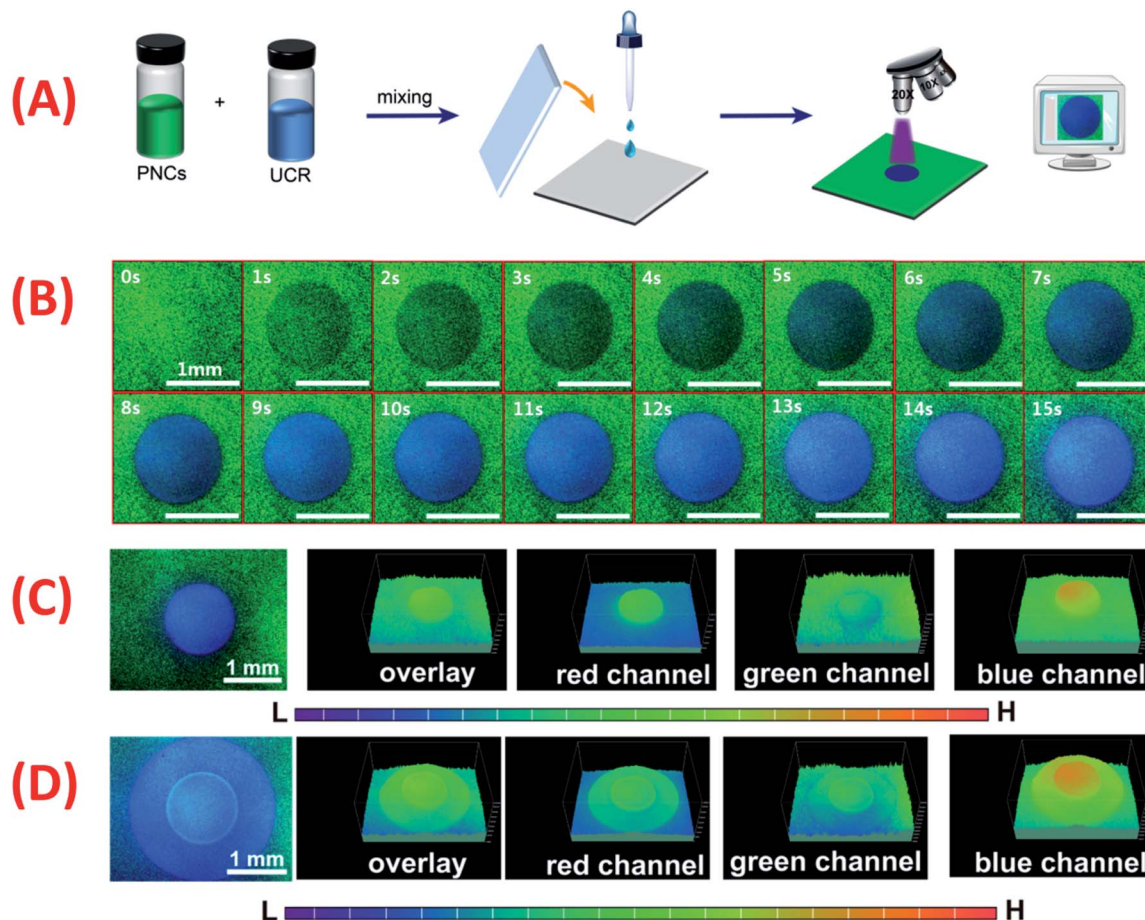 (A)
PNCs
+
UCR
mixing
20X
10X
4X
(B)
0s
1s
2s
3s
4s
5s
6s
7s
1mm
8s
9s
10s
11s
12s
13s
14s
15s
(C)
1 mm
overlay
red channel
green channel
blue channel
L
H
(D)
1 mm
overlay
red channel
green channel
blue channel
L
H